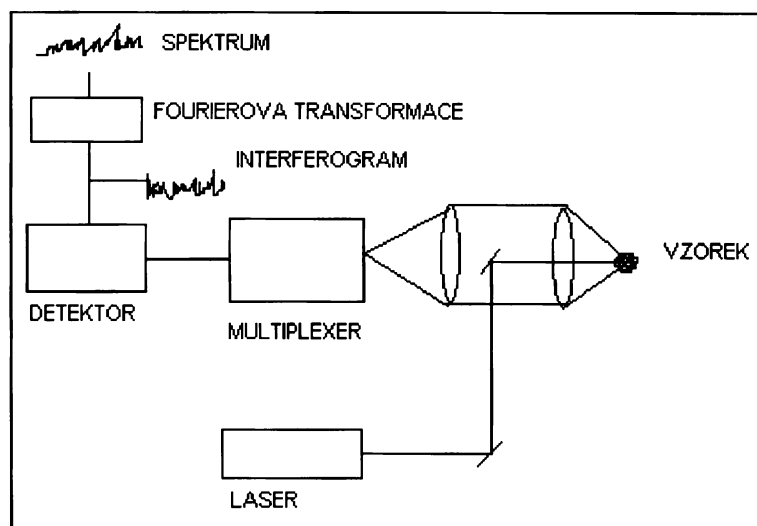 SPEKTRUM
FOURIEROVA TRANSFORMACE
INTERFEROGRAM
VZOREK
DETEKTOR
MULTIPLEXER
LASER